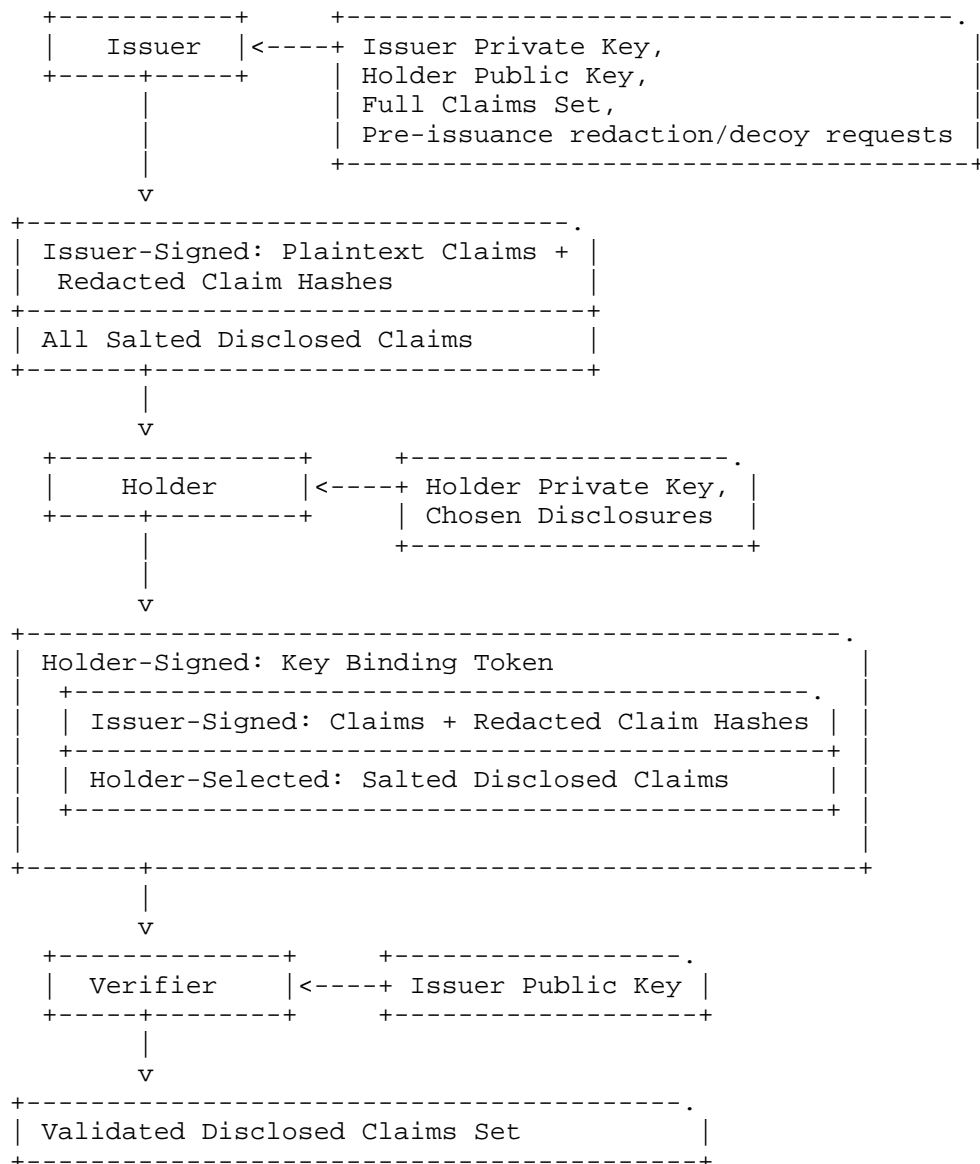 Issuer
Issuer Private Key,
Holder Public Key,
Full Claims Set,
Pre-issuance redaction/decoy requests
Issuer-Signed: Plaintext Claims +
Redacted Claim Hashes
All Salted Disclosed Claims
Holder
Holder Private Key,
Chosen Disclosures
Holder-Signed: Key Binding Token
Issuer-Signed: Claims + Redacted Claim Hashes
Holder-Selected: Salted Disclosed Claims
Verifier
Issuer Public Key
Validated Disclosed Claims Set